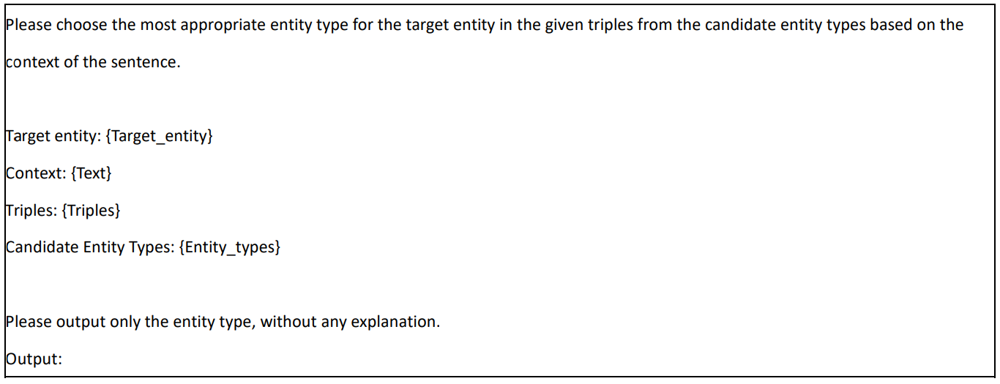 Please choose the most appropriate entity type for the target entity in the given triples from the candidate entity types based on the
context of the sentence.
Target entity: {Target_entity}
Context: {Text}
Triples: {Triples}
Candidate Entity Types: {Entity_types}
Please output only the entity type, without any explanation.
Output: